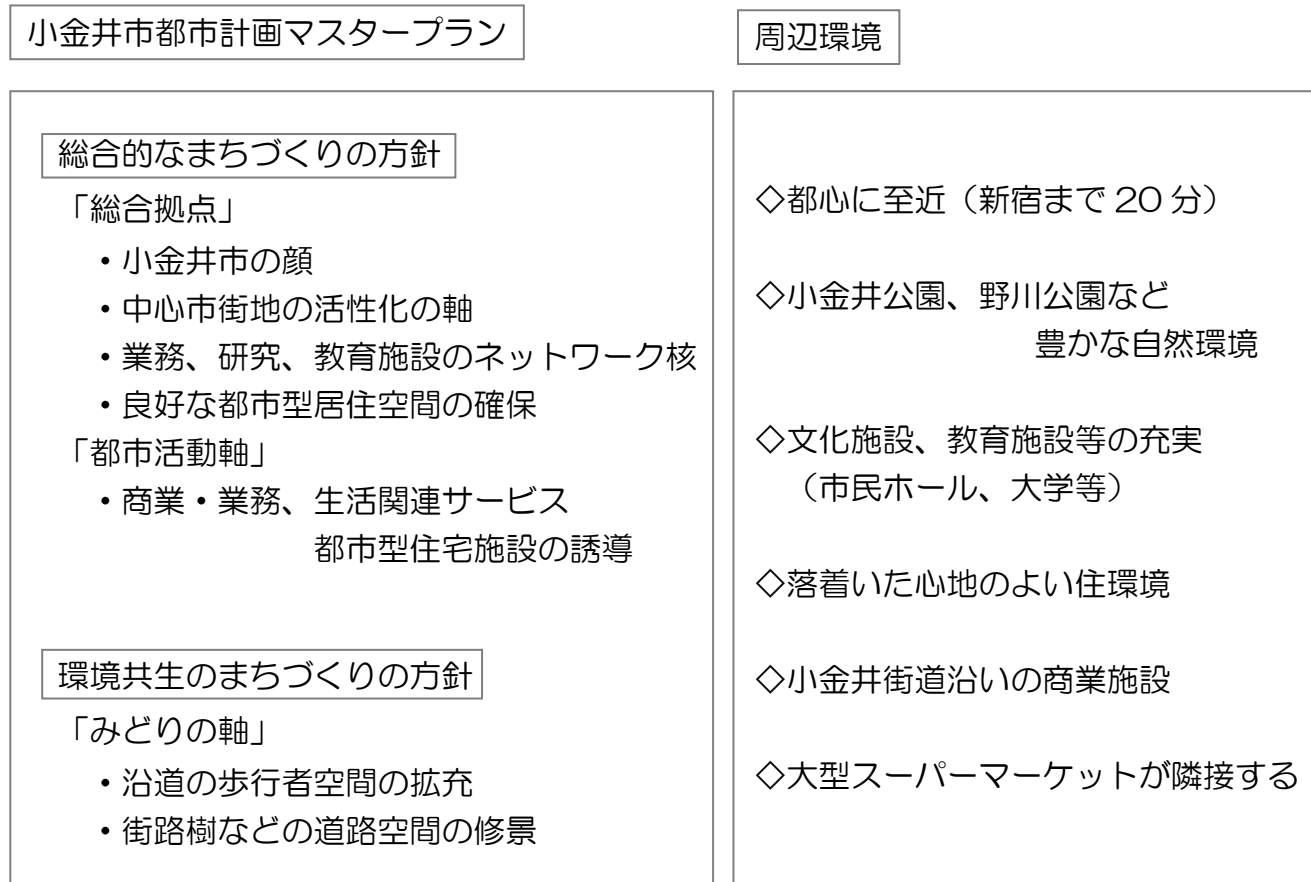 小金井市都市計画マスタープラン
総合的なまちづくりの方針
「総合拠点」
・小金井市の顔
・中心市街地の活性化の軸
・業務、研究、教育施設のネットワーク核
・良好な都市型居住空間の確保
「都市活動軸」
・商業・業務、生活関連サービス
都市型住宅施設の誘導
環境共生のまちづくりの方針
「みどりの軸」
・沿道の歩行者空間の拡充
・街路樹などの道路空間の修景
周辺環境
◇都心に至近（新宿まで 20 分）
◇小金井公園、野川公園など
豊かな自然環境
◇文化施設、教育施設等の充実
（市民ホール、大学等）
◇落着いた心地のよい住環境
◇小金井街道沿いの商業施設
◇大型スーパーマーケットが隣接する